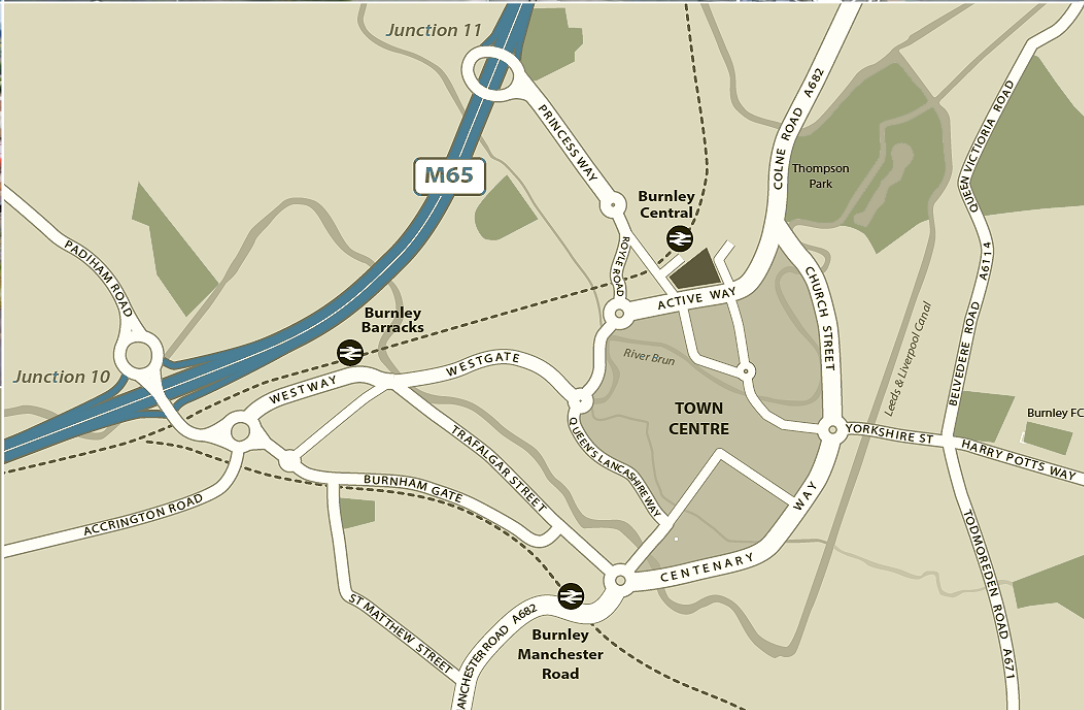 Junction 11
M65
PRINCESS WAY
COLNE ROAD A682
Thompson
Park
QUEEN VICTIORIA ROAD
Burnley
Central
ROYLE ROAD
PADIHAM ROAD
ACTIVE WAY
CHURCH STREET
A6114
BELVEDERE ROAD
Burnley
Barracks
Junction 10
WESTWAY
WESTGATE
River Brun
Leeds & Liverpool Canal
TOWN
CENTRE
Burnley FC
YORKSHIRE ST
HARRY POTTS WAY
QUEEN'S LANCASHIRE WAY
TRAFALGAR STREET
BURNHAM GATE
ACCRINGTON ROAD
CENTENARY WAY
TODMOREDEN ROAD A671
ST MATTHEW STREET
ANCHESTER ROAD A682
Burnley
Manchester
Road